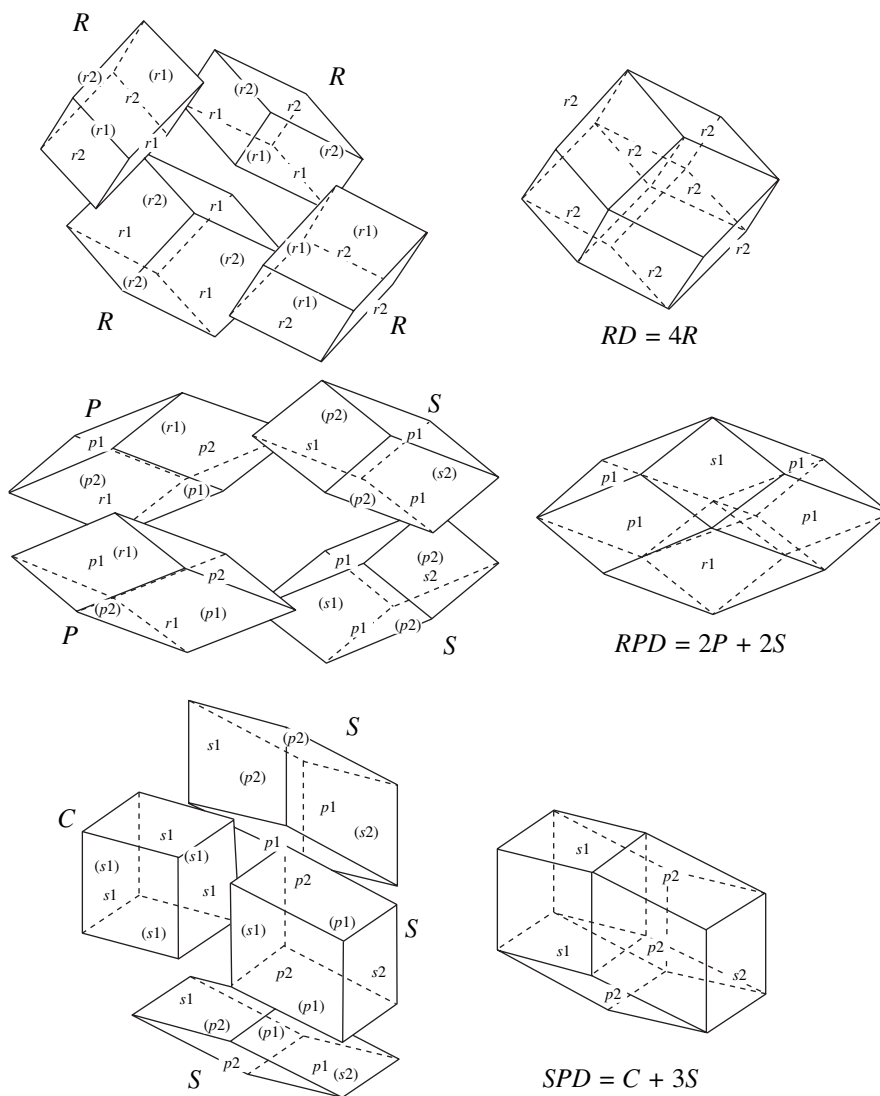 R
(r2)
(r1)
r2
(r1)
r2
r1
R
(r2)
r1
r2
(r2)
(r1)
r1
(r2)
r1
r1
(r2)
(r2)
r1
R
(r1)
(r1)
r2
(r1)
r2
r2
R
r2
r2
r2
r2
r2
r2
r2
RD = 4R
P
(r1)
p1
p2
(p2)
(p1)
r1
S
(p2)
p1
s1
(s2)
(p2)
p1
p1
(r1)
p2
(p2)
r1
(p1)
P
p1
(p2)
s2
(s1)
p1
(p2)
S
s1
p1
p1
p1
p1
r1
RPD = 2P + 2S
S
s1
(p2)
(p2)
p1
(s2)
p1
C
s1
(s1)
(s1)
s1
s1
(s1)
p2
(p1)
(s1)
S
p2
s2
(p1)
s1
(p2)
(p1)
p2
p1
(s2)
S
s1
p2
s1
p2
s2
p2
SPD = C + 3S